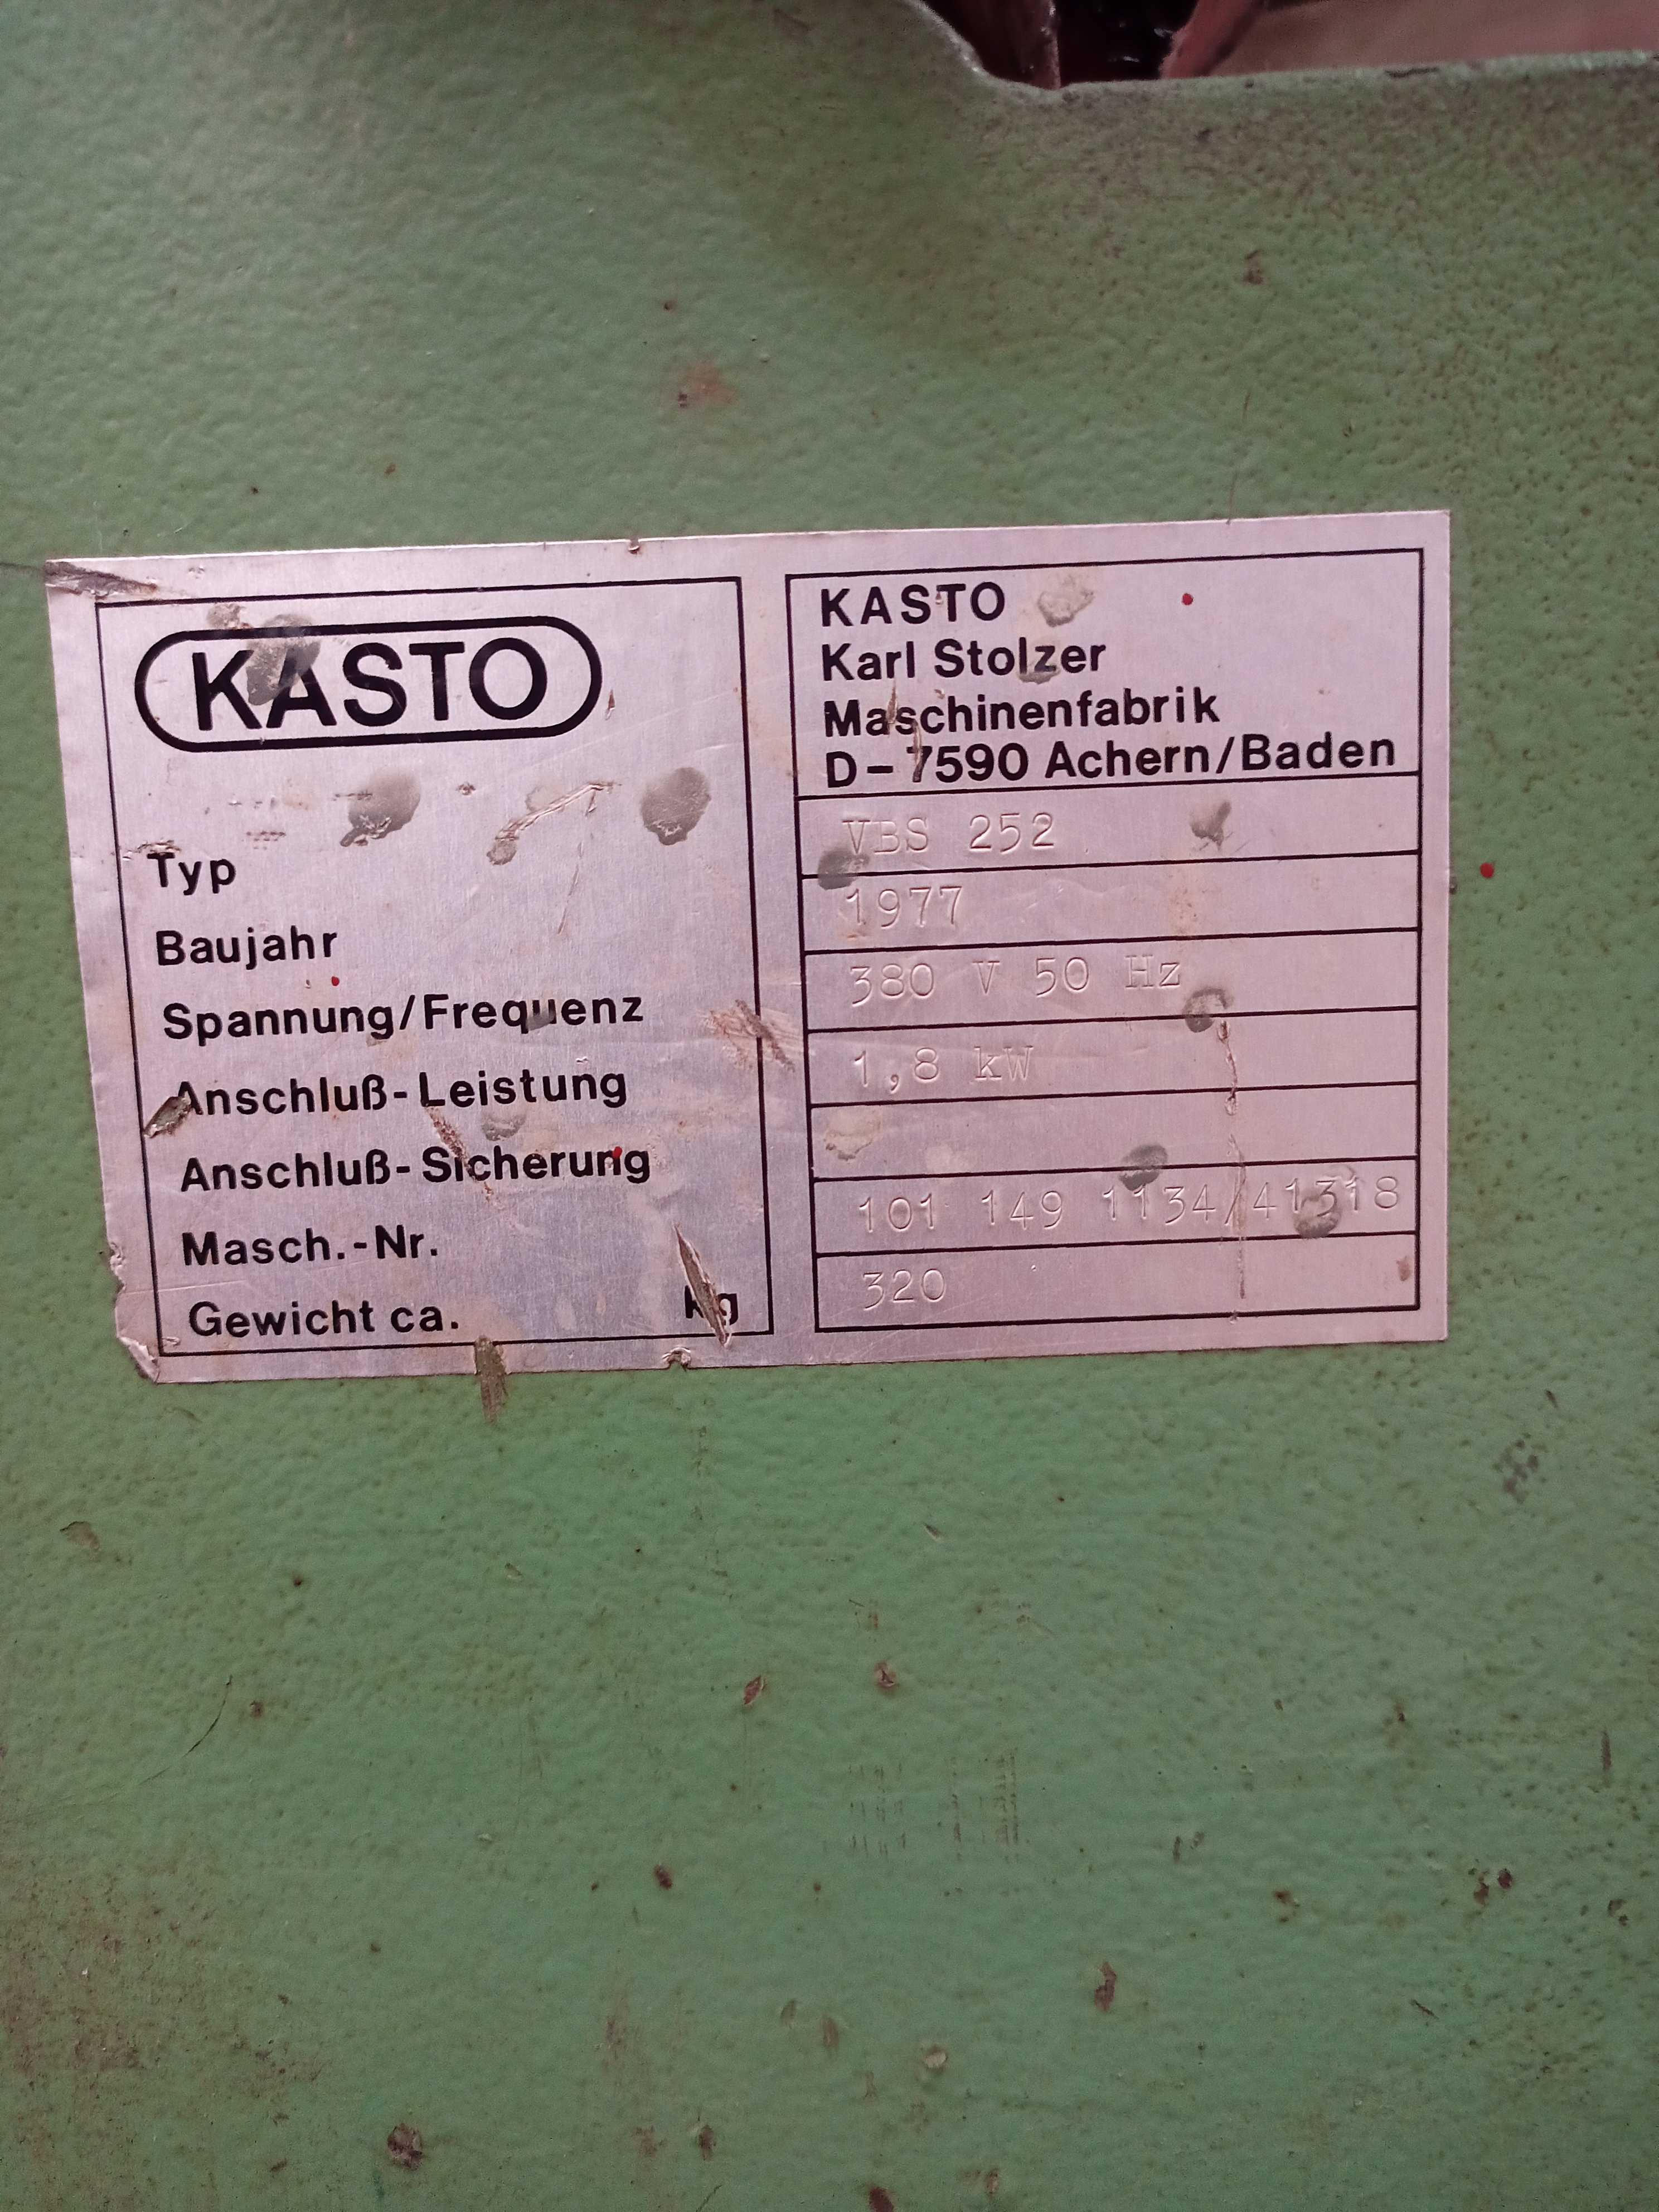 KASTO
KASTO
Karl Stolzer
Maschinenfabrik
D-7590 Achern/Baden
Typ VBS 252
Baujahr 1977
Spannung/Frequenz 380 V 50 Hz
Anschluß-Leistung 1,8 kW
Anschluß-Sicherung
Masch.-Nr. 101 149 1134/41318
Gewicht ca. kg 320